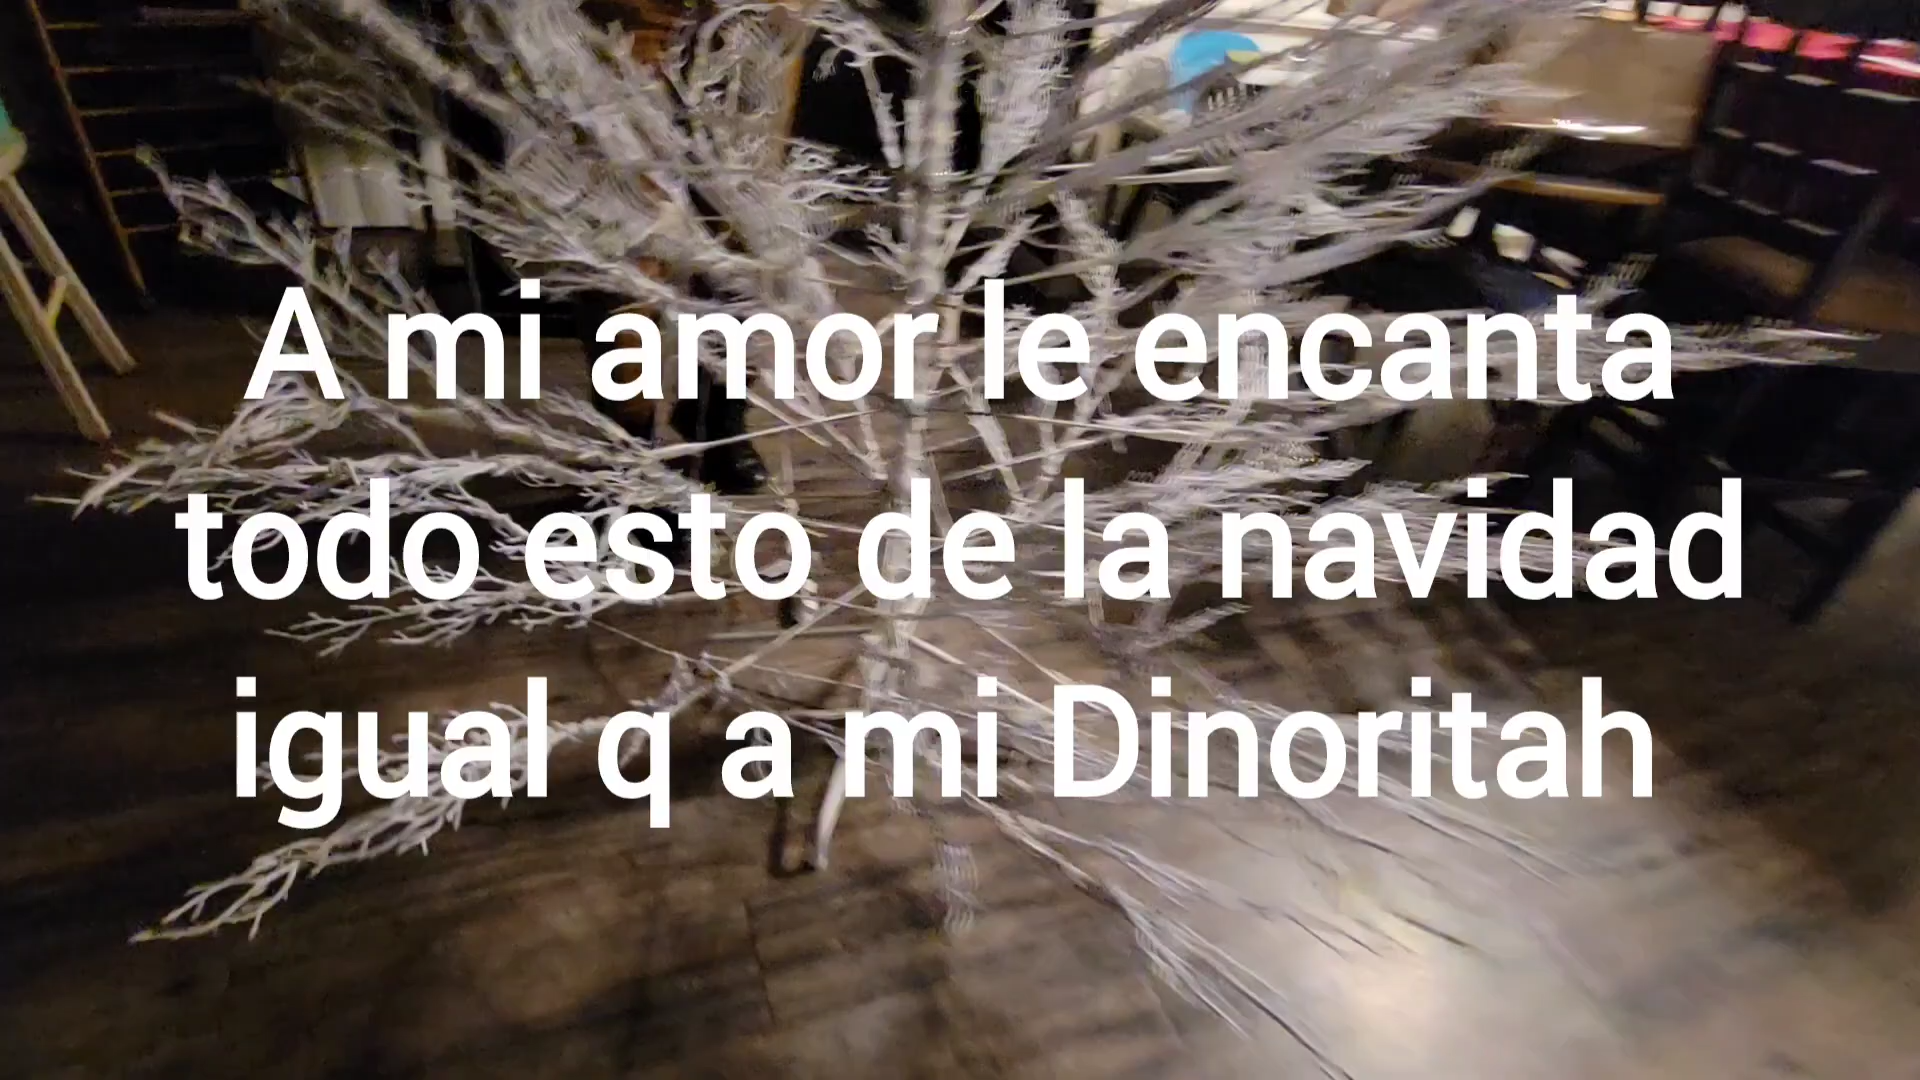 A mi amor le encanta
todo esto de la navidad
igual q a mi Dinoritah